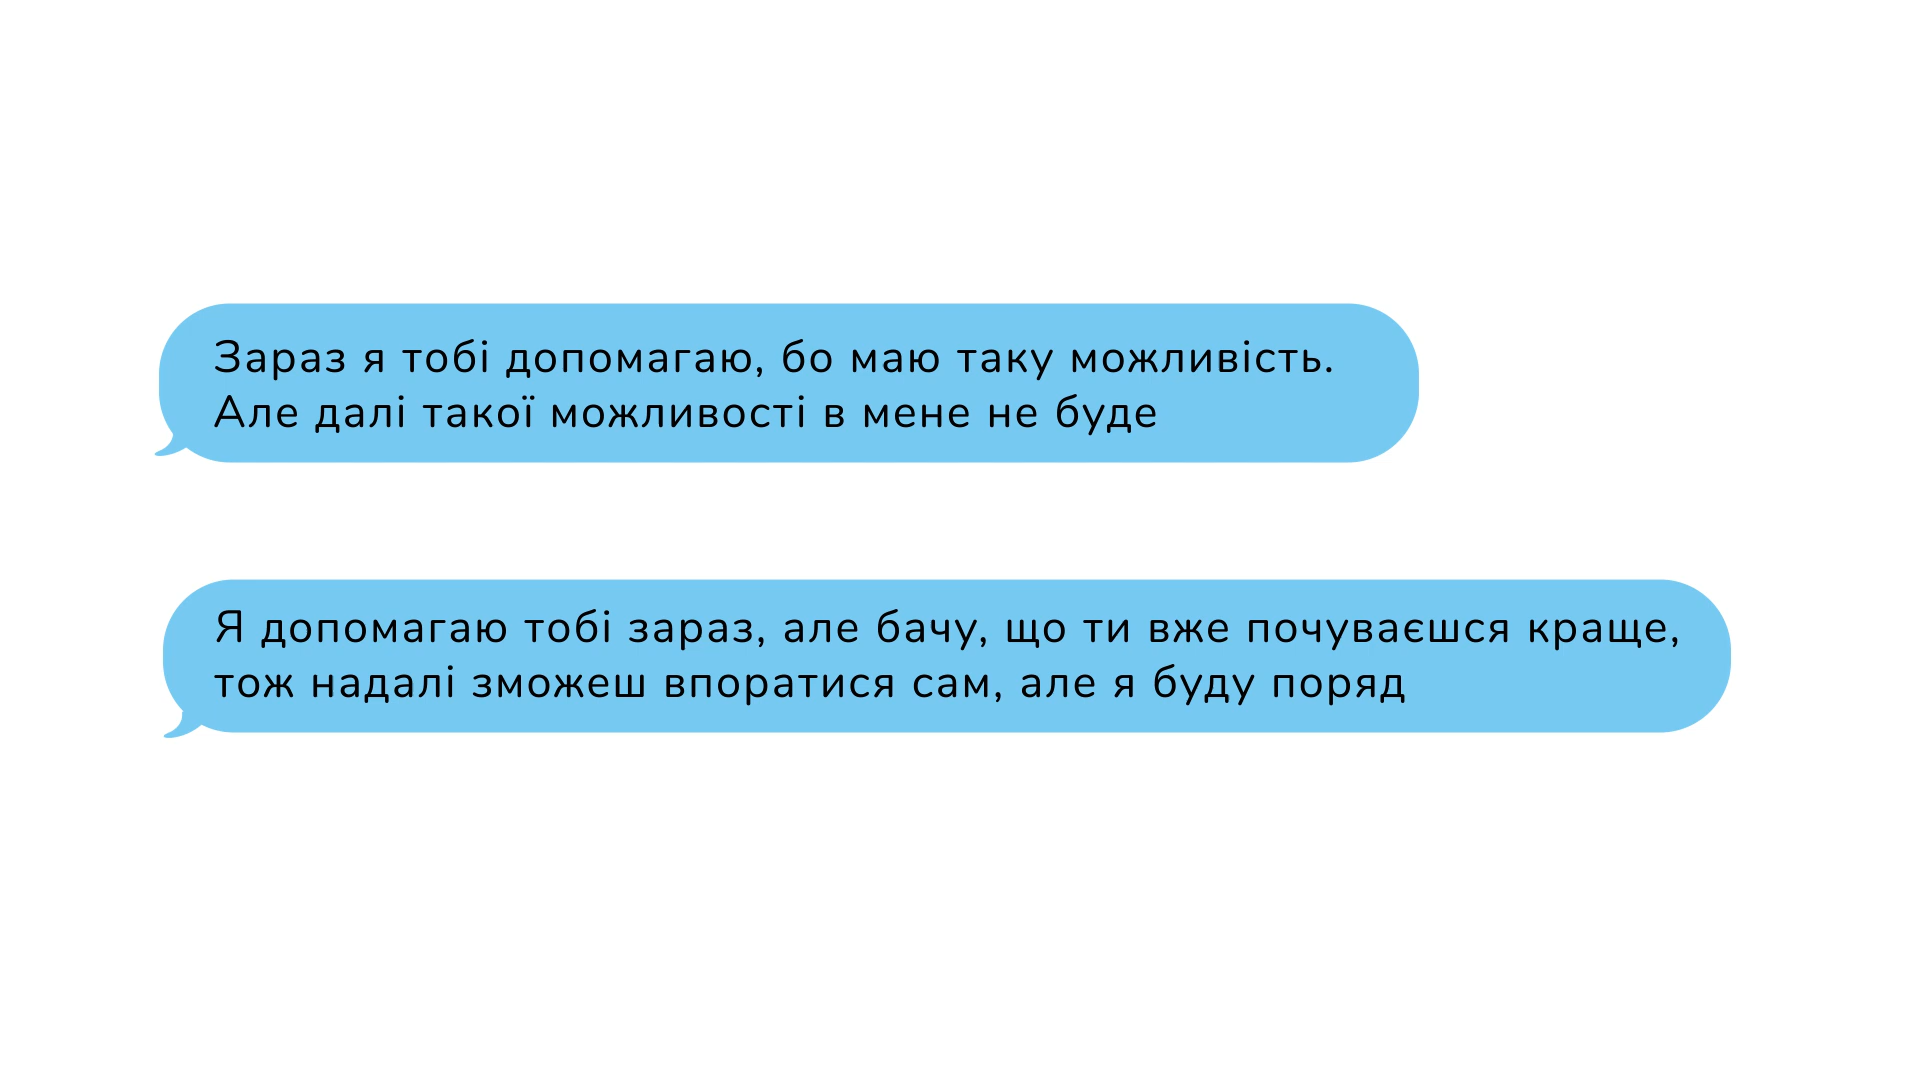 Зараз я тобі допомагаю, бо маю таку можливість.
Але далі такої можливості в мене не буде
Я допомагаю тобі зараз, але бачу, що ти вже почуваєшся краще,
тож надалі зможеш впоратися сам, але я буду поряд